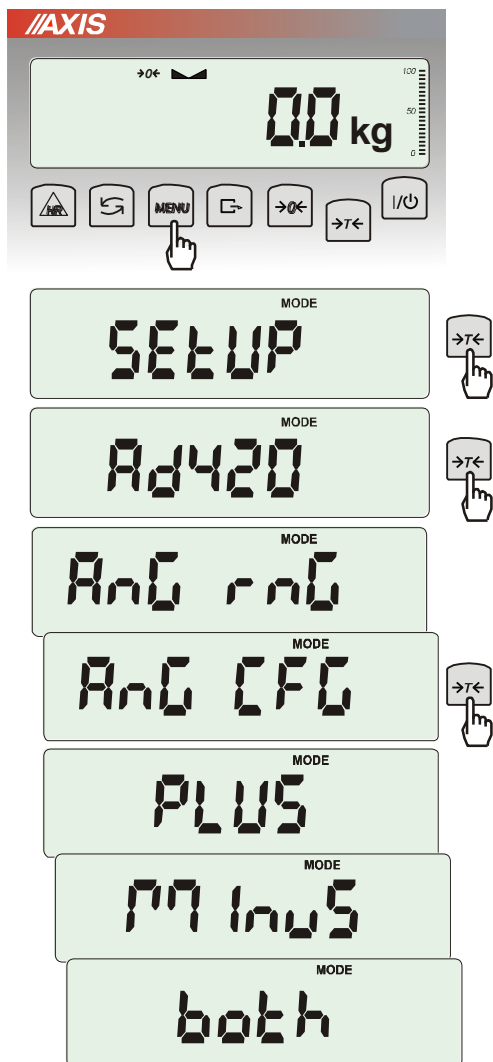 //AXIS
→0←
100
50
0
0.0 kg
HR
MENU
→0←
→T←
I/⏻
MODE
SEtUP
→T←
MODE
Ad420
→T←
MODE
AnG rnG
MODE
AnG CFG
→T←
MODE
PLUS
MODE
MInuS
MODE
both